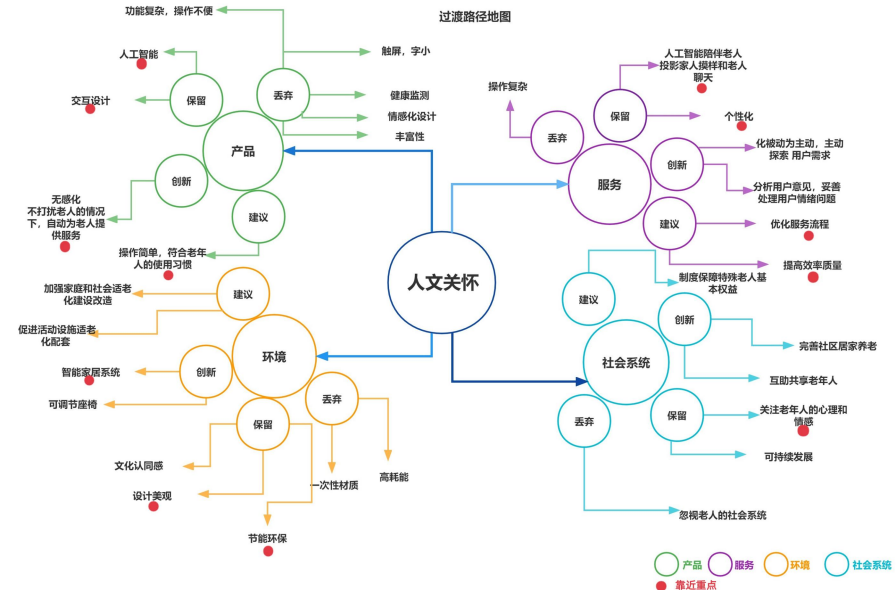 过渡路径地图
功能复杂，操作不便
触屏，字小
人工智能
交互设计
保留
丢弃
健康监测
情感化设计
丰富性
产品
创新
无感化
不打扰老人的情况
下，自动为老人提
供服务
建议
操作简单，符合老年
人的使用习惯
人工智能陪伴老人
投影家人摸样和老人
聊天
操作复杂
保留
个性化
丢弃
化被动为主动，主动
探索 用户需求
创新
服务
分析用户意见，妥善
处理用户情绪问题
建议
优化服务流程
提高效率质量
人文关怀
加强家庭和社会适老
化建设改造
建议
促进活动设施适老
化配套
环境
智能家居系统
创新
可调节座椅
丢弃
保留
文化认同感
设计美观
一次性材质
高耗能
节能环保
制度保障特殊老人基
本权益
建议
创新
完善社区居家养老
社会系统
互助共享老年人
丢弃
保留
关注老年人的心理和
情感
可持续发展
忽视老人的社会系统
产品
服务
环境
社会系统
靠近重点